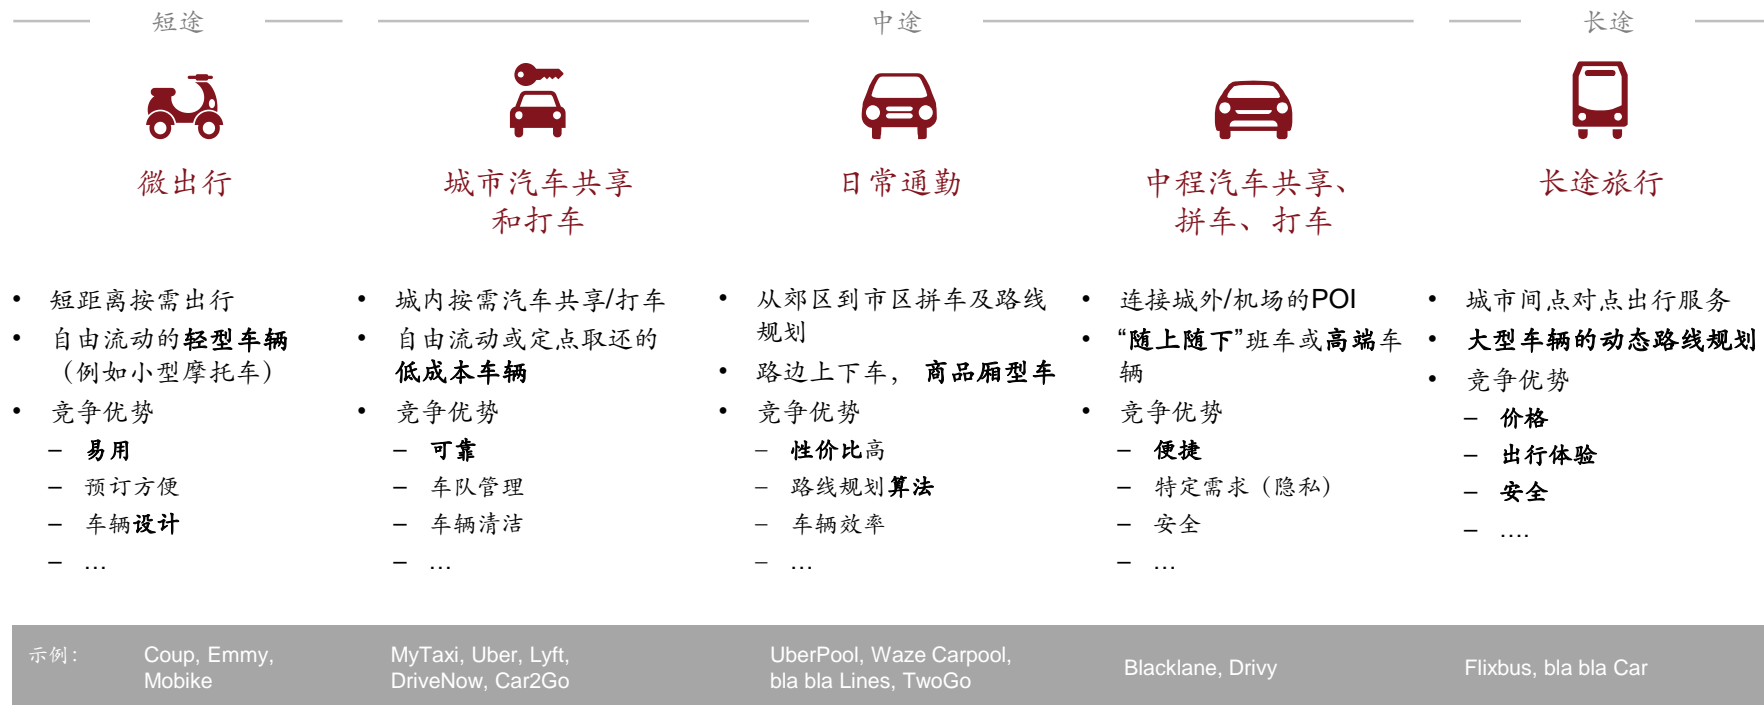 短途
中途
长途
微出行
城市汽车共享
和打车
日常通勤
中程汽车共享、
拼车、打车
长途旅行
• 短距离按需出行
• 自由流动的轻型车辆
（例如小型摩托车）
• 竞争优势
– 易用
– 预订方便
– 车辆设计
– …
• 城内按需汽车共享/打车
• 自由流动或定点取还的
低成本车辆
• 竞争优势
– 可靠
– 车队管理
– 车辆清洁
– …
• 从郊区到市区拼车及路线
规划
• 路边上下车， 商品厢型车
• 竞争优势
– 性价比高
– 路线规划算法
– 车辆效率
– …
• 连接城外/机场的POI
• “随上随下”班车或高端车
辆
• 竞争优势
– 便捷
– 特定需求（隐私）
– 安全
– …
• 城市间点对点出行服务
• 大型车辆的动态路线规划
• 竞争优势
– 价格
– 出行体验
– 安全
– ….
示例：
Coup, Emmy,
Mobike
MyTaxi, Uber, Lyft,
DriveNow, Car2Go
UberPool, Waze Carpool,
bla bla Lines, TwoGo
Blacklane, Drivy
Flixbus, bla bla Car